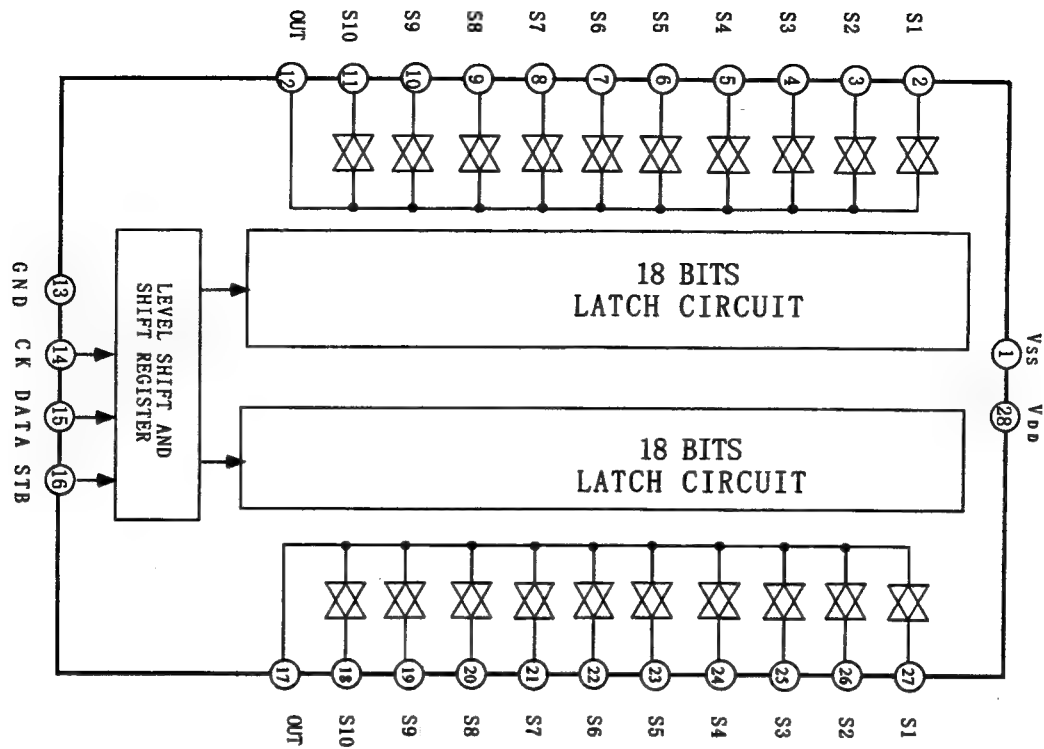 OUT
S10
S9
S8
S7
S6
S5
S4
S3
S2
S1
12
11
10
9
8
7
6
5
4
3
2
18 BITS
LATCH CIRCUIT
LEVEL SHIFT AND
SHIFT REGISTER
13
14
15
16
GND
CK
DATA
STB
1
28
VSS
VDD
18 BITS
LATCH CIRCUIT
17
18
19
20
21
22
23
24
25
26
27
OUT
S10
S9
S8
S7
S6
S5
S4
S3
S2
S1